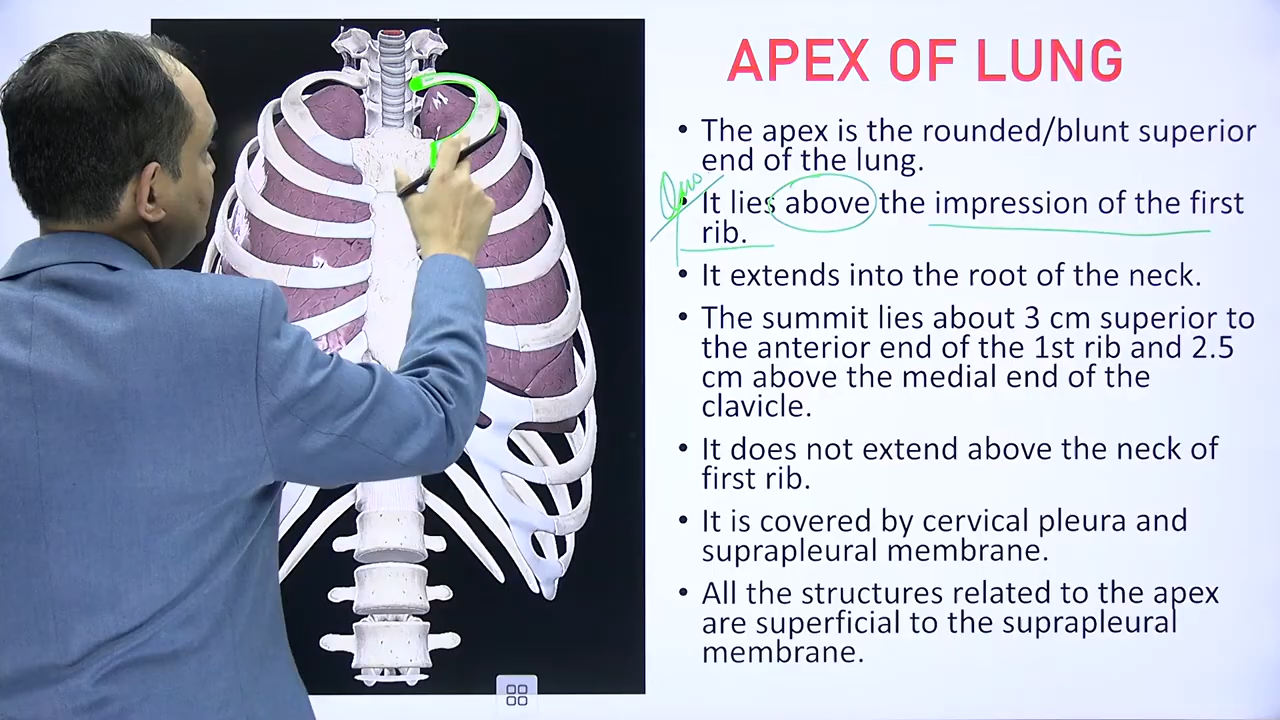 APEX OF LUNG
• The apex is the rounded/blunt superior
end of the lung.
Ques
• It lies above the impression of the first
rib.
• It extends into the root of the neck.
• The summit lies about 3 cm superior to
the anterior end of the 1st rib and 2.5
cm above the medial end of the
clavicle.
• It does not extend above the neck of
first rib.
• It is covered by cervical pleura and
suprapleural membrane.
• All the structures related to the apex
are superficial to the suprapleural
membrane.